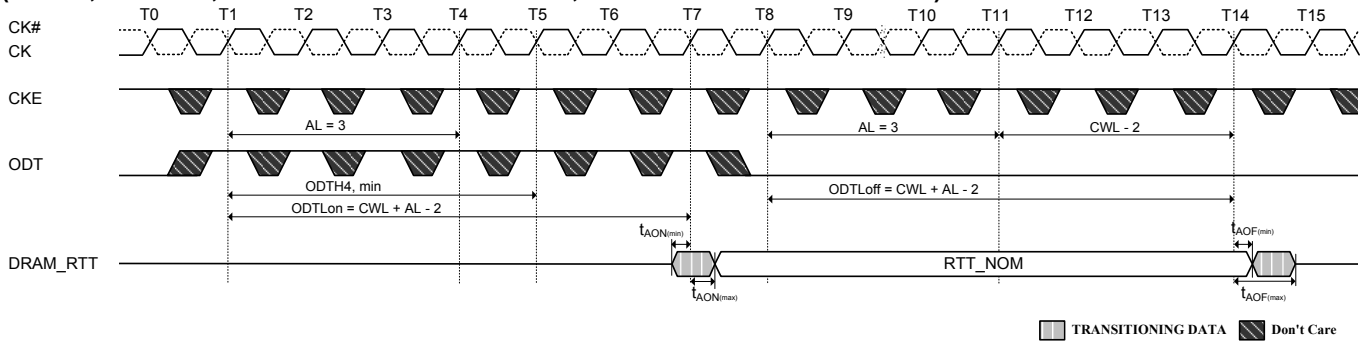 T0 T1 T2 T3 T4 T5 T6 T7 T8 T9 T10 T11 T12 T13 T14 T15
CK#
CK
CKE
AL = 3 AL = 3 CWL - 2
ODT
ODTH4, min ODTLoff = CWL + AL - 2
ODTLon = CWL + AL - 2
tAON(min) tAOF(min)
DRAM_RTT RTT_NOM
tAON(max) tAOF(max)
TRANSITIONING DATA Don't Care